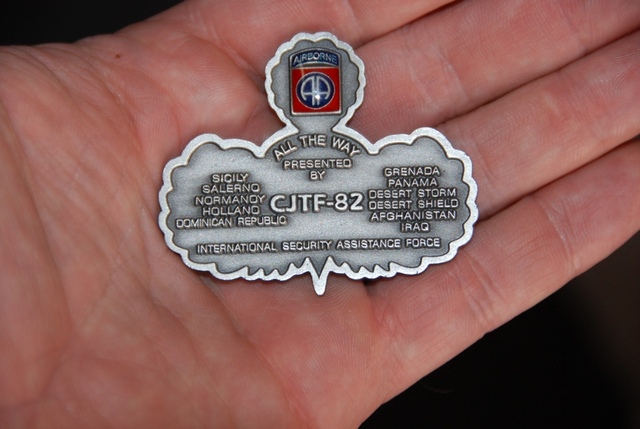 AIRBORNE
AA
ALL THE WAY
PRESENTED
BY
CJTF-82
SICILY
SALERNO
NORMANDY
HOLLAND
DOMINICAN REPUBLIC
GRENADA
PANAMA
DESERT STORM
DESERT SHIELD
AFGHANISTAN
IRAQ
INTERNATIONAL SECURITY ASSISTANCE FORCE